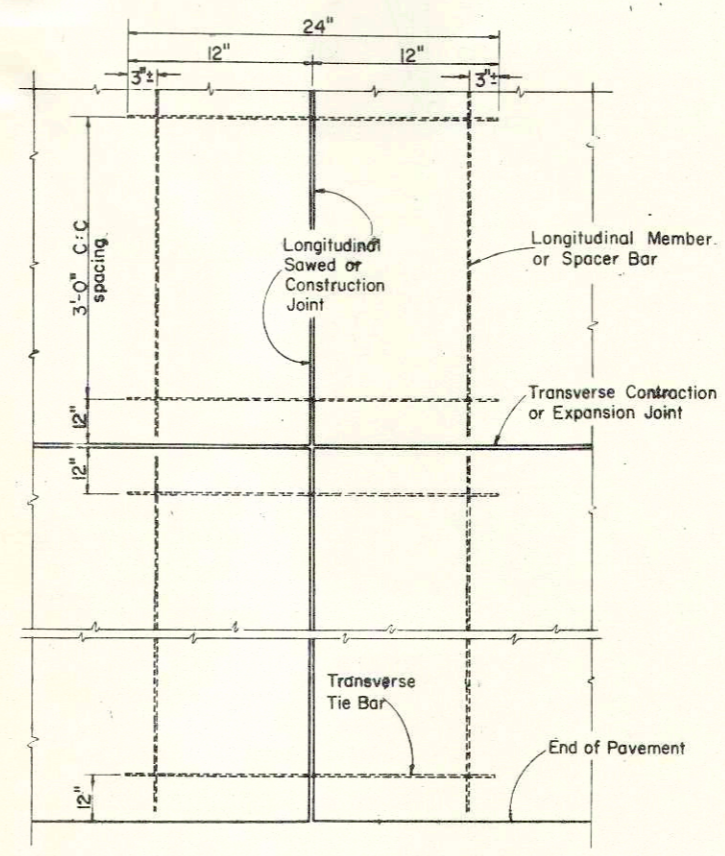 24"
12"
12"
3"±
3"±
3'-0" C:C
spacing
Longitudinal
Sawed or
Construction
Joint
Longitudinal Member
or Spacer Bar
Transverse Contraction
or Expansion Joint
12"
12"
Transverse
Tie Bar
End of Pavement
12"